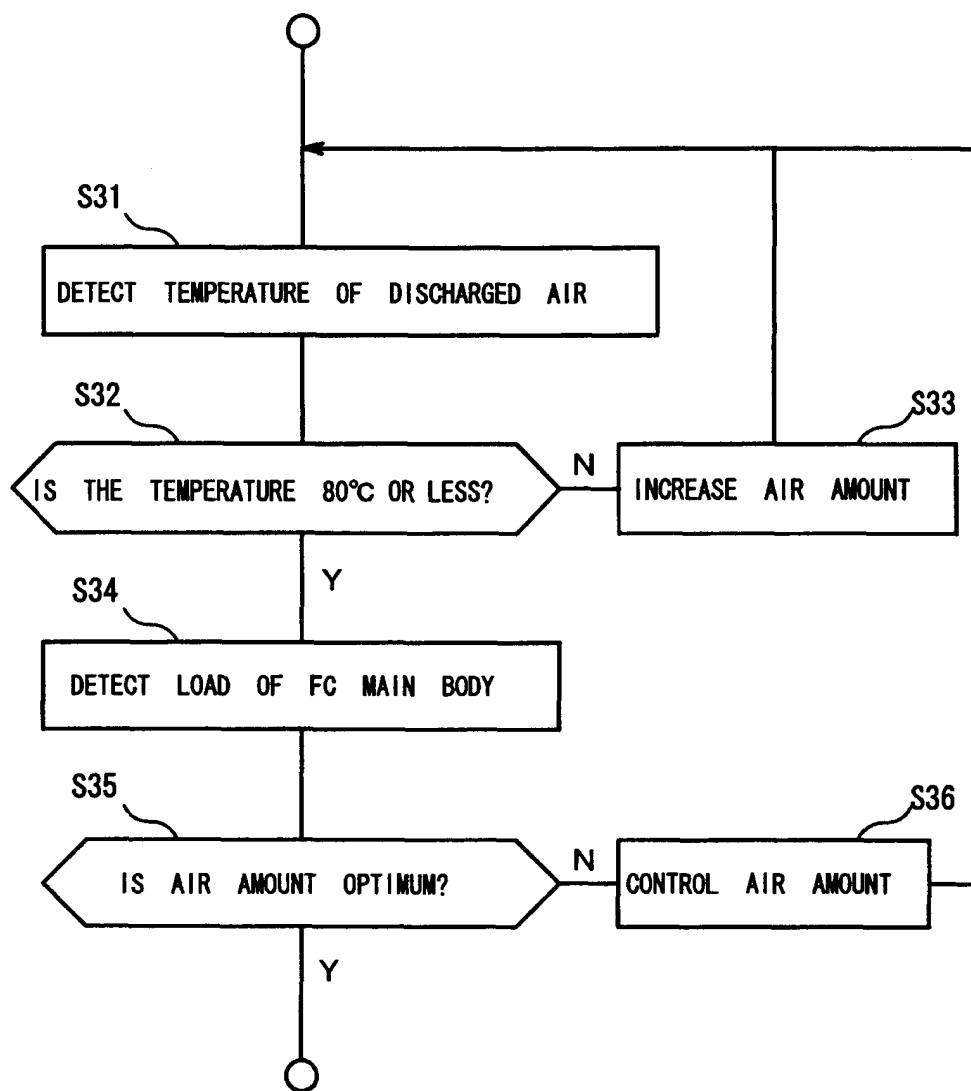 S31
DETECT TEMPERATURE OF DISCHARGED AIR
S32
IS THE TEMPERATURE 80°C OR LESS?
N
S33
INCREASE AIR AMOUNT
Y
S34
DETECT LOAD OF FC MAIN BODY
S35
IS AIR AMOUNT OPTIMUM?
N
S36
CONTROL AIR AMOUNT
Y